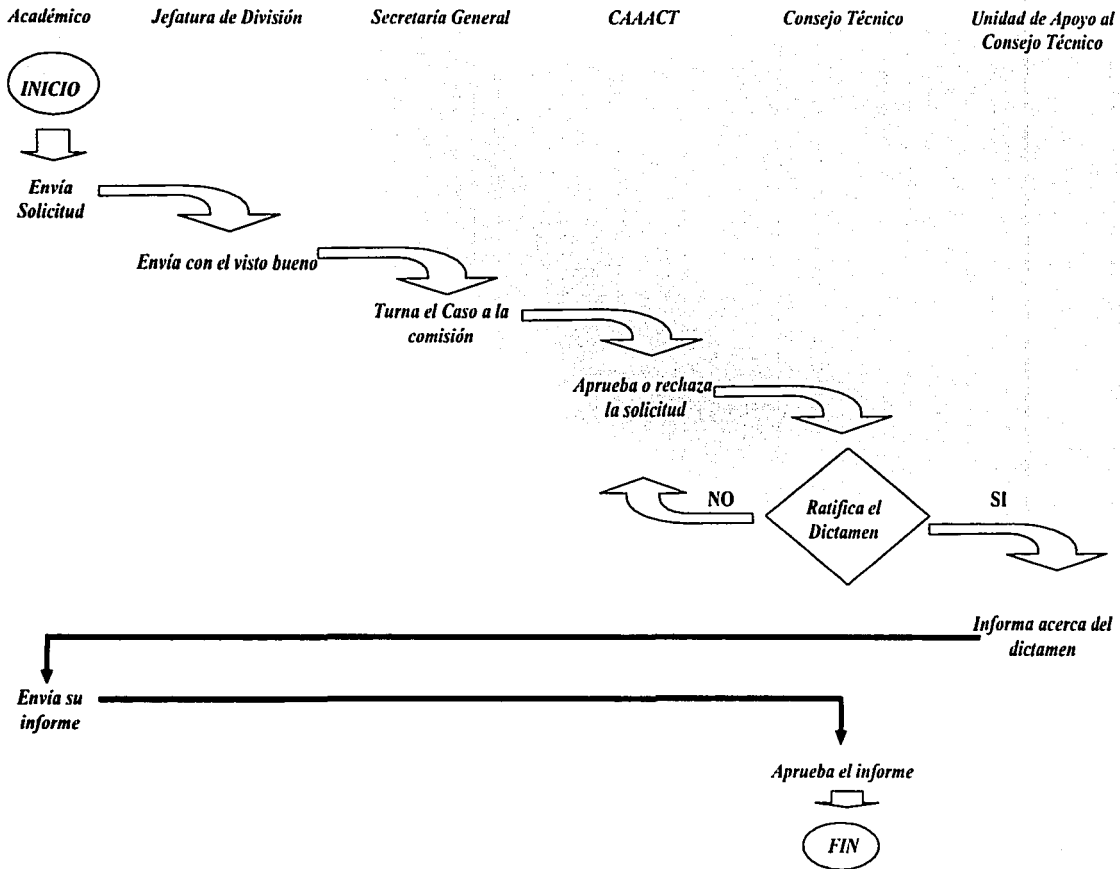 Académico
Jefatura de División
Secretaría General
CAAACT
Consejo Técnico
Unidad de Apoyo al
Consejo Técnico
INICIO
Envía
Solicitud
Envía con el visto bueno
Turna el Caso a la
comisión
Aprueba o rechaza
la solicitud
NO
Ratifica el
Dictamen
SI
Informa acerca del
dictamen
Envía su
informe
Aprueba el informe
FIN